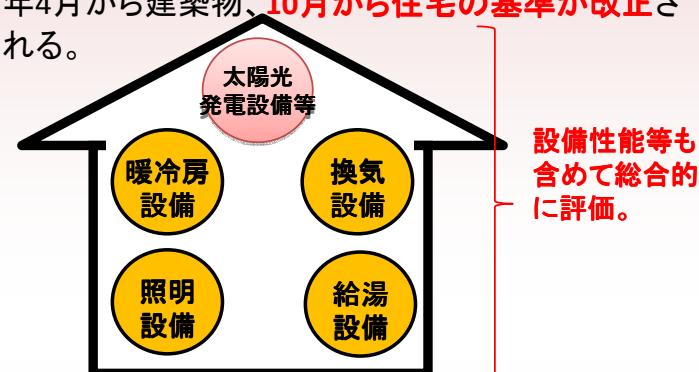 年4月から建築物、10月から住宅の基準が改正さ
れる。
太陽光
発電設備等
暖冷房
設備
換気
設備
照明
設備
給湯
設備
設備性能等も
含めて総合的
に評価。